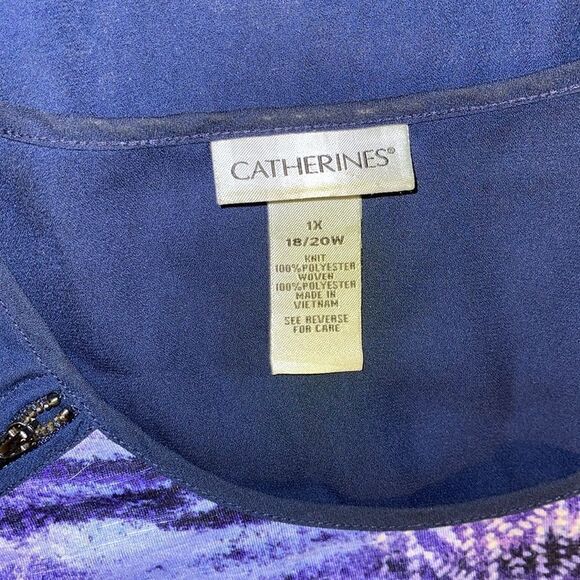 CATHERINES®
1X
18/20W
KNIT
100%POLYESTER
WOVEN
100%POLYESTER
MADE IN
VIETNAM
SEE REVERSE
FOR CARE